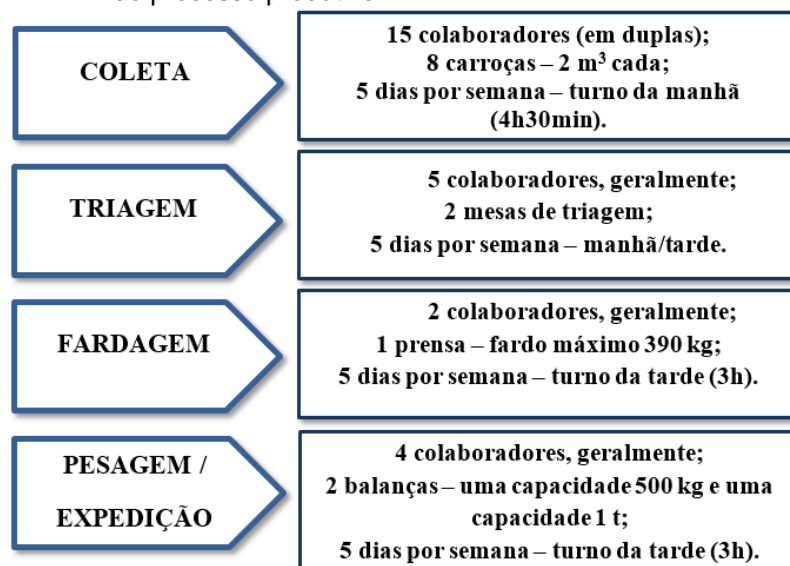 COLETA
15 colaboradores (em duplas);
8 carroças – 2 m³ cada;
5 dias por semana – turno da manhã
(4h30min).
TRIAGEM
5 colaboradores, geralmente;
2 mesas de triagem;
5 dias por semana – manhã/tarde.
FARDAGEM
2 colaboradores, geralmente;
1 prensa – fardo máximo 390 kg;
5 dias por semana – turno da tarde (3h).
PESAGEM /
EXPEDIÇÃO
4 colaboradores, geralmente;
2 balanças – uma capacidade 500 kg e uma
capacidade 1 t;
5 dias por semana – turno da tarde (3h).